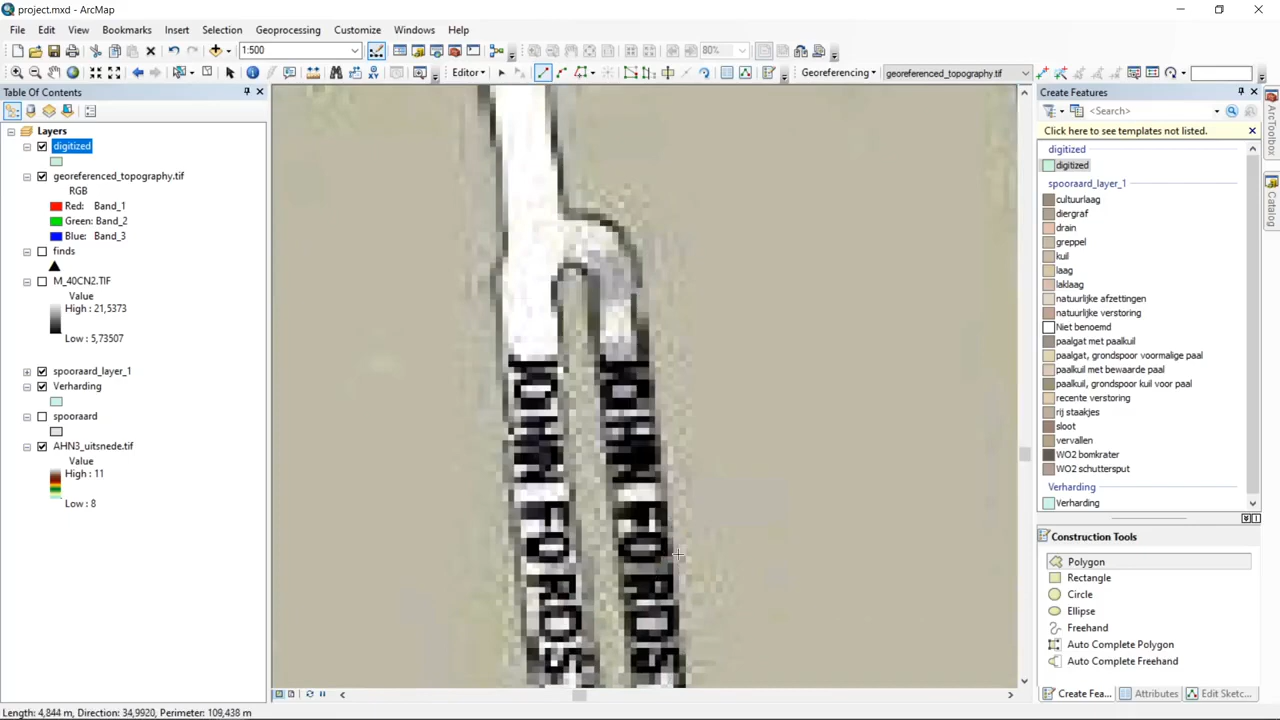 project.mxd - ArcMap
File Edit View Bookmarks Insert Selection Geoprocessing Customize Windows Help
1:500
80%
Editor
Georeferencing
georeferenced_topography.tif
Table Of Contents
Layers
digitized
georeferenced_topography.tif
RGB
Red: Band_1
Green: Band_2
Blue: Band_3
finds
M_40CN2.TIF
Value
High : 21,5373
Low : 5,73507
spooraard_layer_1
Verharding
spooraard
AHN3_uitsnede.tif
Value
High : 11
Low : 8
Create Features
<Search>
Click here to see templates not listed.
digitized
digitized
spooraard_layer_1
cultuurlaag
diergraf
drain
greppel
kuil
laag
laklaag
natuurlijke afzettingen
natuurlijke verstoring
Niet benoemd
paalgat met paalkuil
paalgat, grondspoor voormalige paal
paalkuil met bewaarde paal
paalkuil, grondspoor kuil voor paal
recente verstoring
rij staakjes
sloot
vervallen
WO2 bomkrater
WO2 schuttersput
Verharding
Verharding
Construction Tools
Polygon
Rectangle
Circle
Ellipse
Freehand
Auto Complete Polygon
Auto Complete Freehand
Create Fea...
Attributes
Edit Sketc...
ArcToolbox
Catalog
Length: 4,844 m, Direction: 34,9920, Perimeter: 109,438 m